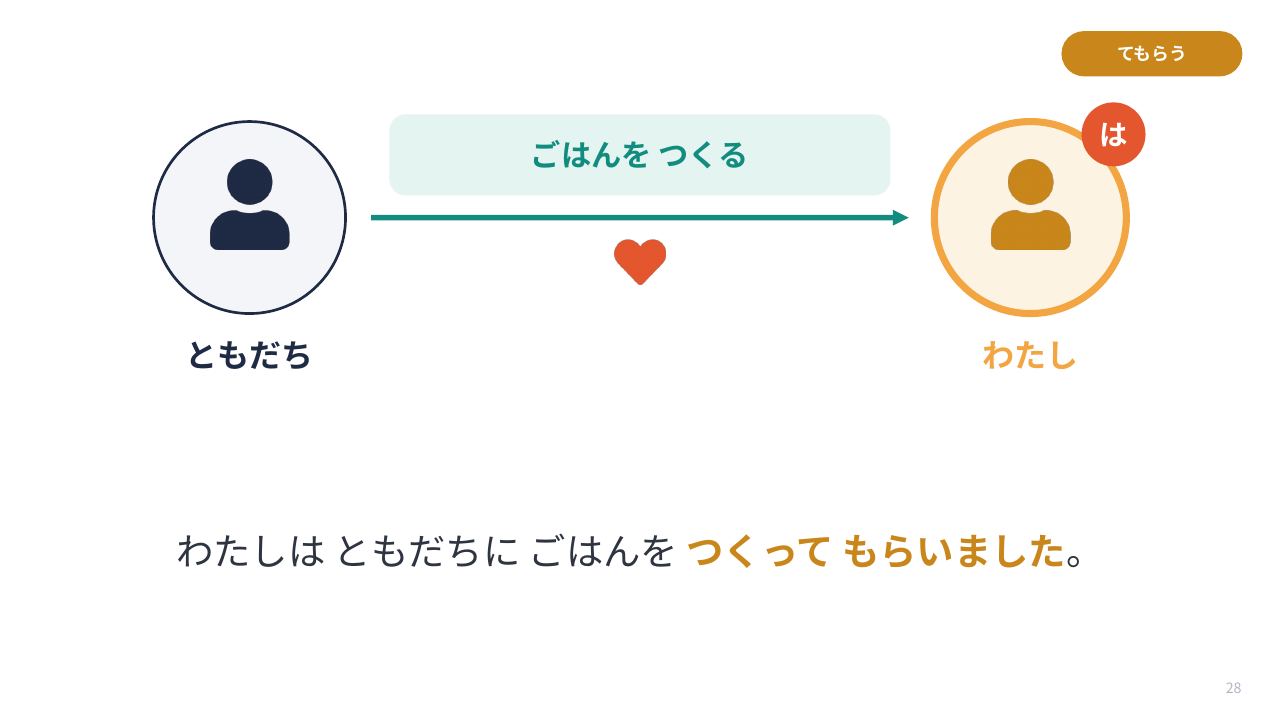 てもらう
ごはんを つくる
は
ともだち
わたし
わたしは ともだちに ごはんを つくって もらいました。
28